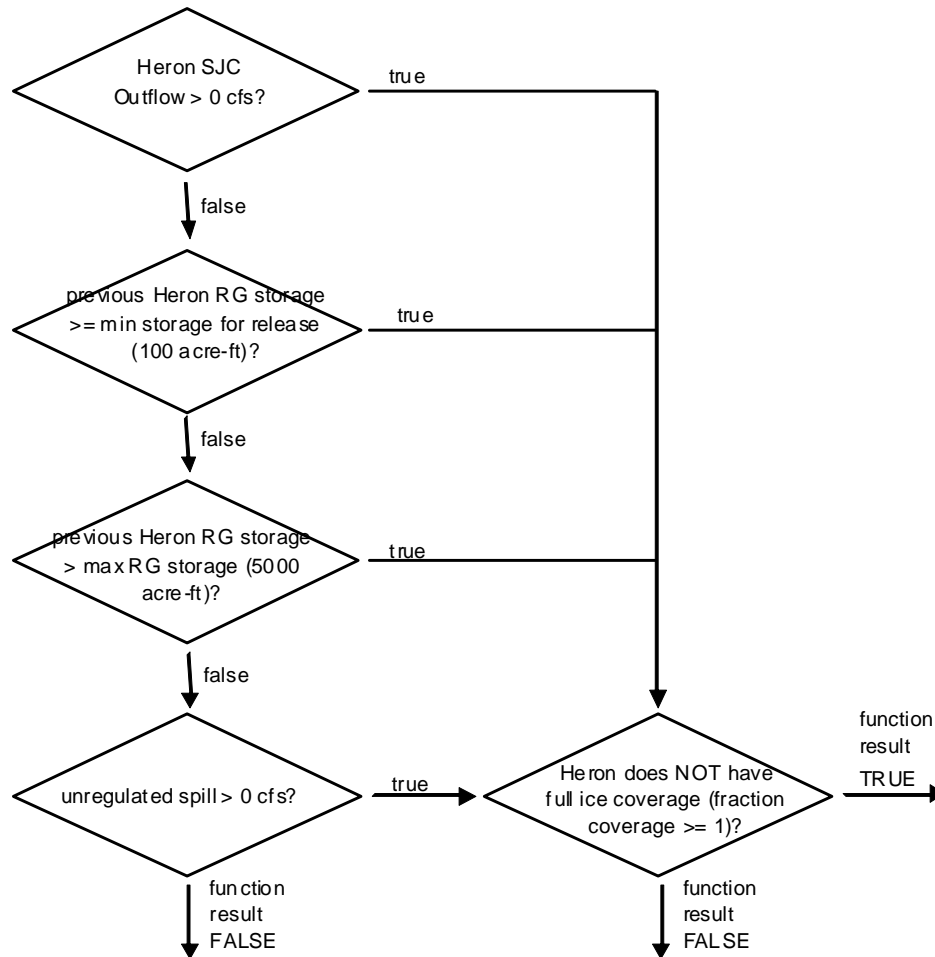 Heron SJC
Outflow > 0 cfs?
true
false
previous Heron RG storage
>= min storage for release
(100 acre-ft)?
true
false
previous Heron RG storage
> max RG storage (5000
acre-ft)?
true
false
unregulated spill > 0 cfs?
true
Heron does NOT have
full ice coverage (fraction
coverage >= 1)?
function
result
TRUE
function
result
FALSE
function
result
FALSE